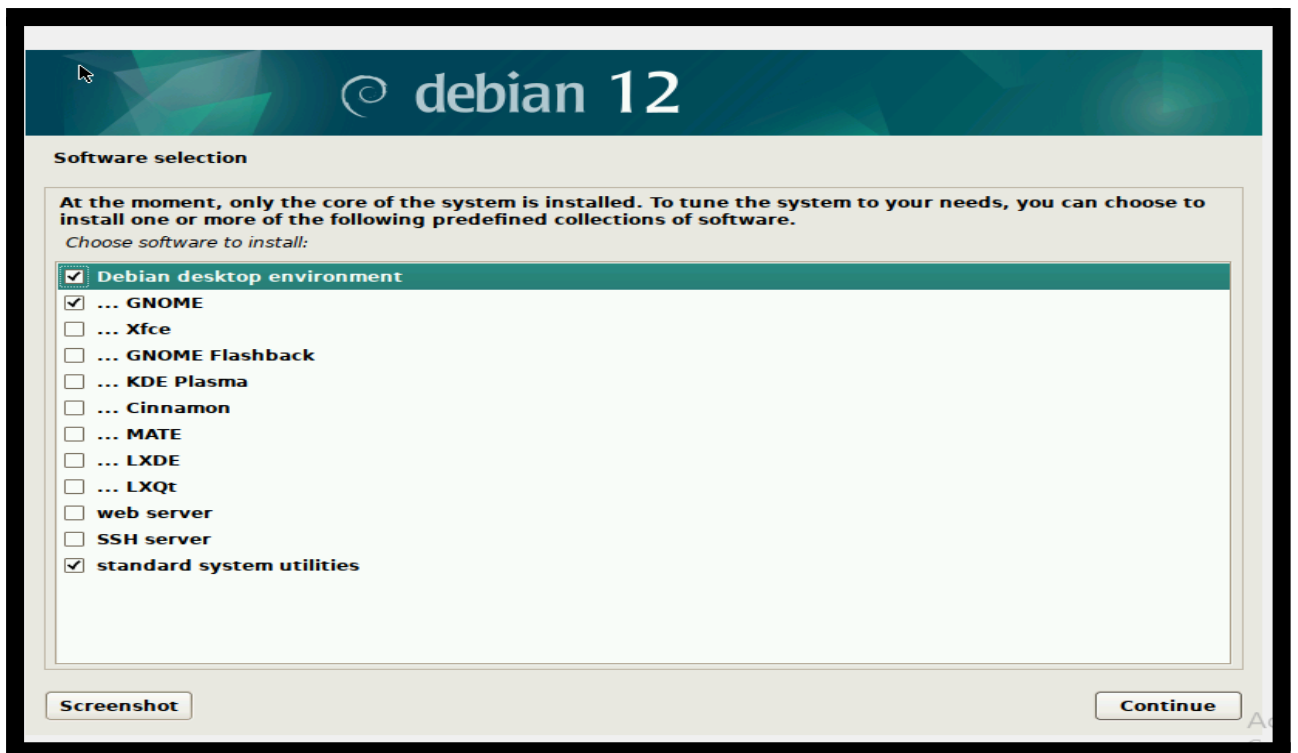 debian 12
Software selection
At the moment, only the core of the system is installed. To tune the system to your needs, you can choose to
install one or more of the following predefined collections of software.
Choose software to install:
Debian desktop environment
... GNOME
... Xfce
... GNOME Flashback
... KDE Plasma
... Cinnamon
... MATE
... LXDE
... LXQt
web server
SSH server
standard system utilities
Screenshot
Continue